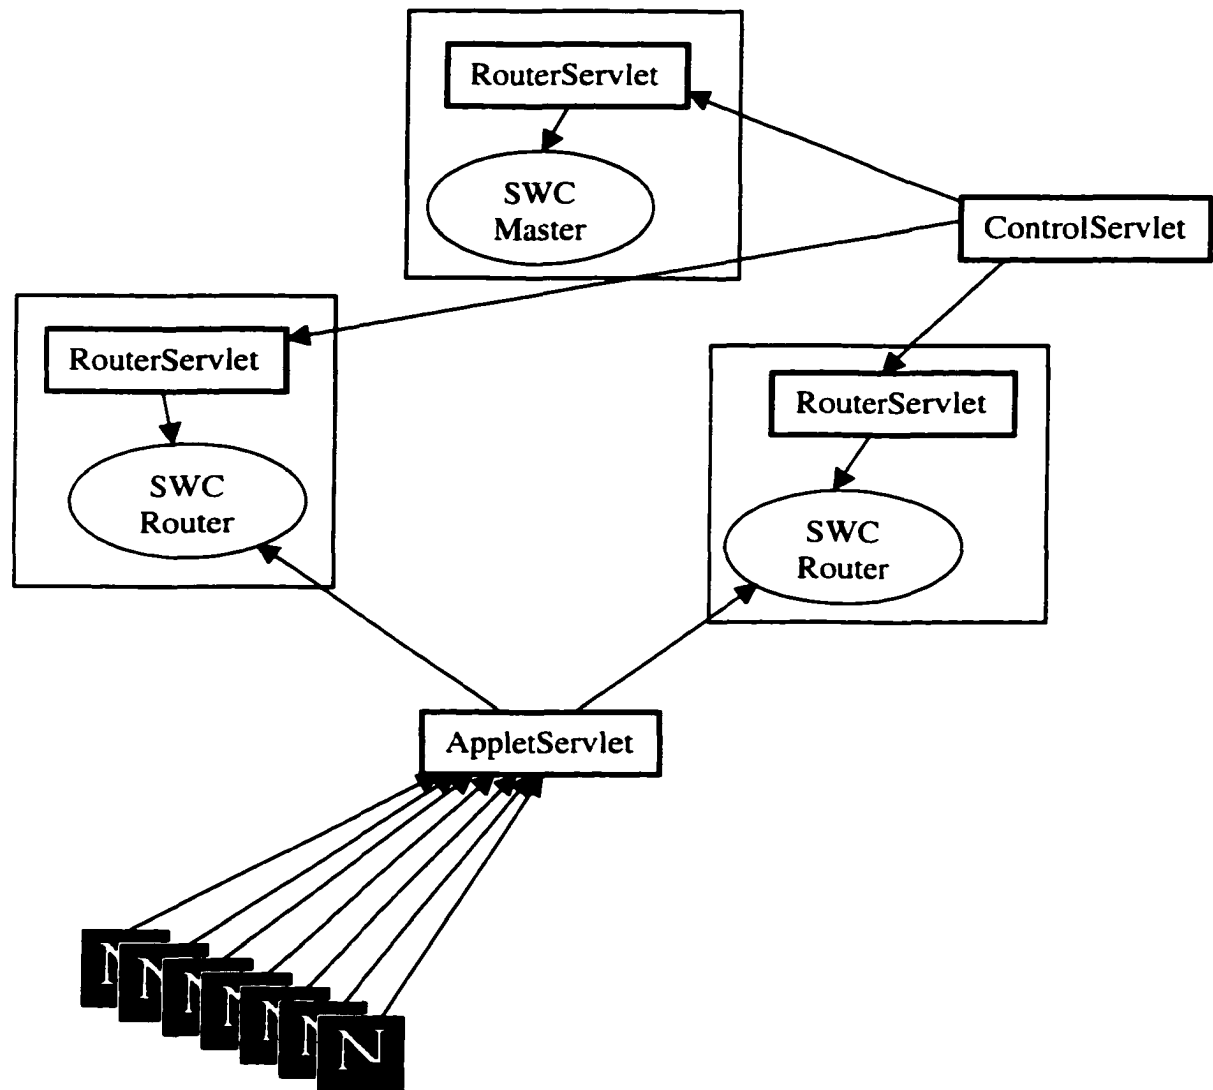 RouterServlet
SWC
Master
ControlServlet
RouterServlet
SWC
Router
RouterServlet
SWC
Router
AppletServlet
N
N
N
N
N
N
N